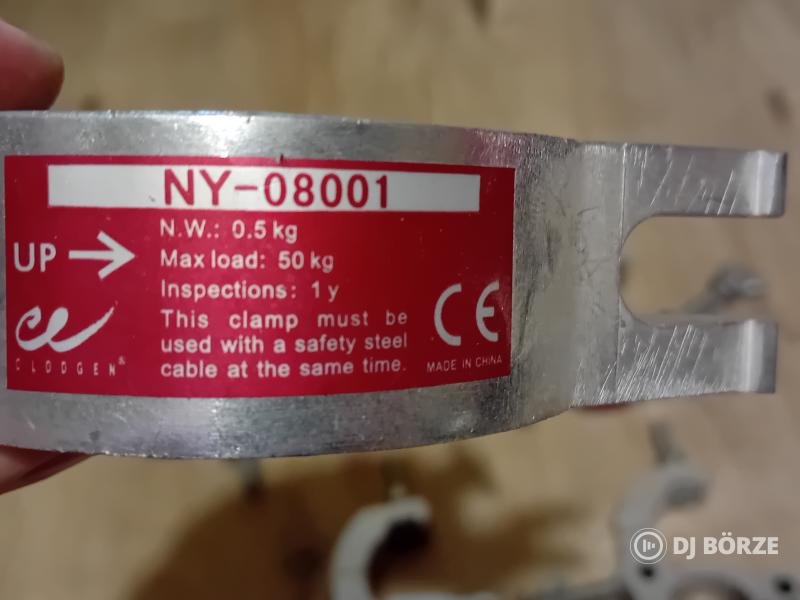 NY-08001
N.W.: 0.5 kg
UP
Max load: 50 kg
Inspections: 1 y
This clamp must be
used with a safety steel
cable at the same time.
CLODGEN®
CE
MADE IN CHINA
DJ BÖRZE